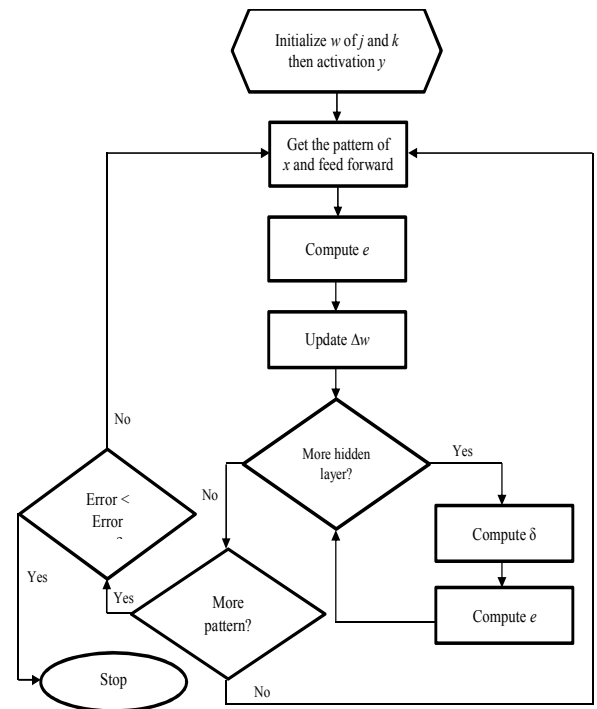 Initialize w of j and k
then activation y
Get the pattern of
x and feed forward
Compute e
Update Δw
No
More hidden
layer?
Yes
Error <
Error
No
Compute δ
Yes
Yes
More
pattern?
Compute e
Stop
No